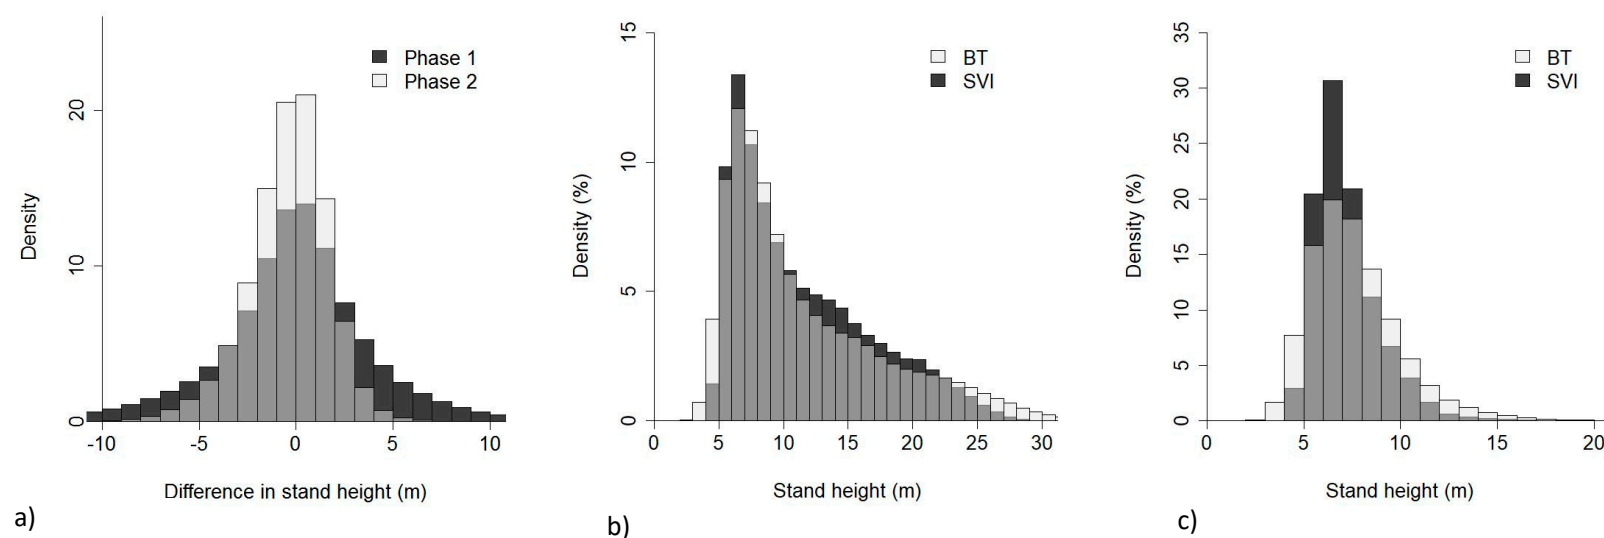 Density
20
10
0
Phase 1
Phase 2
-10 -5 0 5 10
Difference in stand height (m)
a)
Density (%)
15
10
5
0
BT
SVI
0 5 10 15 20 25 30
Stand height (m)
b)
Density (%)
35
30
25
20
15
10
5
0
BT
SVI
0 5 10 15 20
Stand height (m)
c)